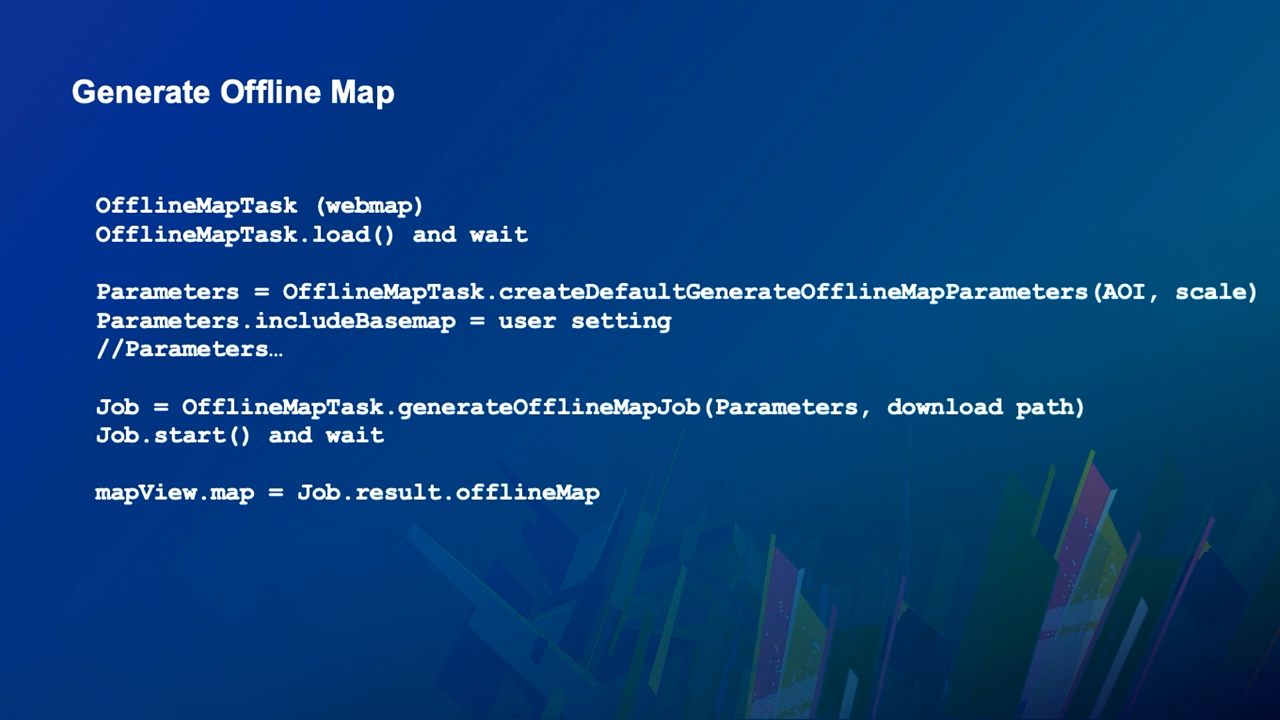 Generate Offline Map
OfflineMapTask (webmap)
OfflineMapTask.load() and wait
Parameters = OfflineMapTask.createDefaultGenerateOfflineMapParameters(AOI, scale)
Parameters.includeBasemap = user setting
//Parameters…
Job = OfflineMapTask.generateOfflineMapJob(Parameters, download path)
Job.start() and wait
mapView.map = Job.result.offlineMap